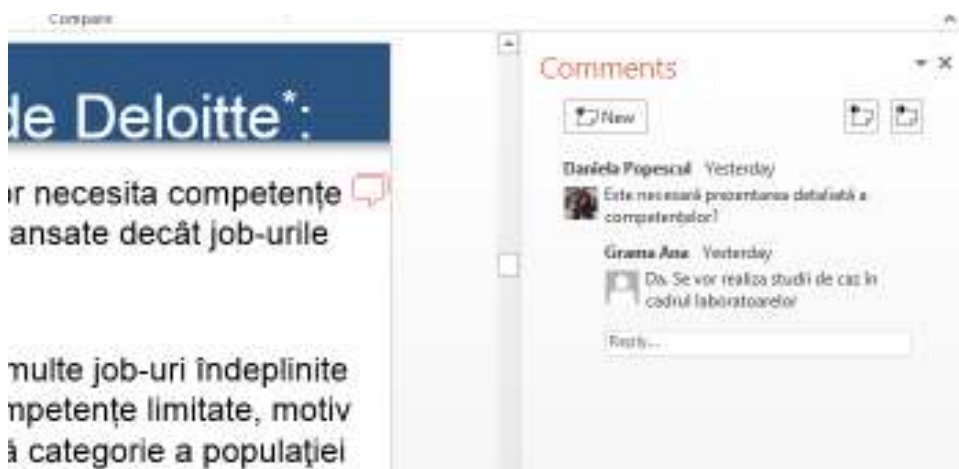 Compare
de Deloitte*:
or necesita competențe
ansate decât job-urile
multe job-uri îndeplinite
mpetențe limitate, motiv
ă categorie a populației
Comments
New
Daniela Popescul Yesterday
Este necesară prezentarea detaliată a
competențelor?
Grama Ana Yesterday
Da. Se vor realiza studii de caz în
cadrul laboratoarelor
Reply...